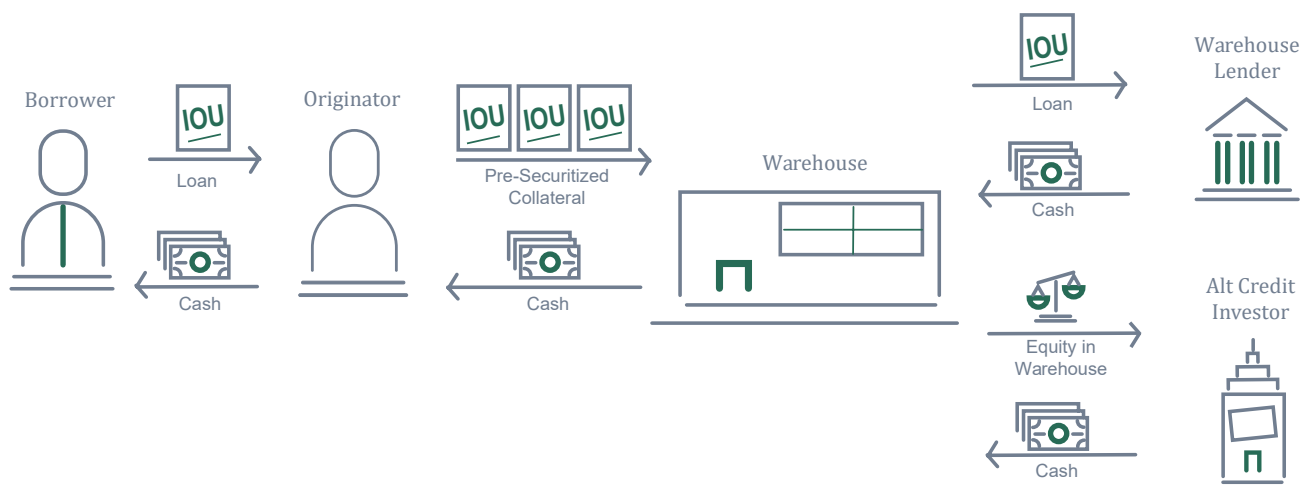 Borrower
IOU
Loan
Cash
Originator
IOU IOU IOU
Pre-Securitized
Collateral
Cash
Warehouse
IOU
Loan
Cash
Warehouse
Lender
Equity in
Warehouse
Cash
Alt Credit
Investor